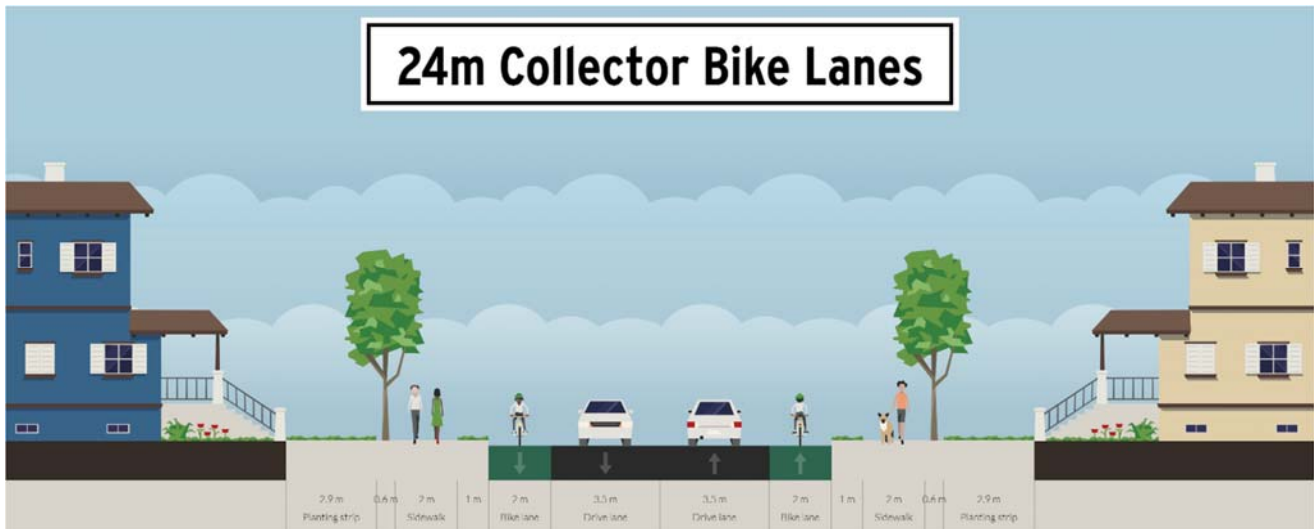 24m Collector Bike Lanes
2.9 m 0.6 m 2 m 1 m 2 m 3.5 m 3.5 m 2 m 1 m 2 m 0.6 m 2.9 m
Planting strip Sidewalk Bike lane Drive lane Drive lane Bike lane Sidewalk Planting strip